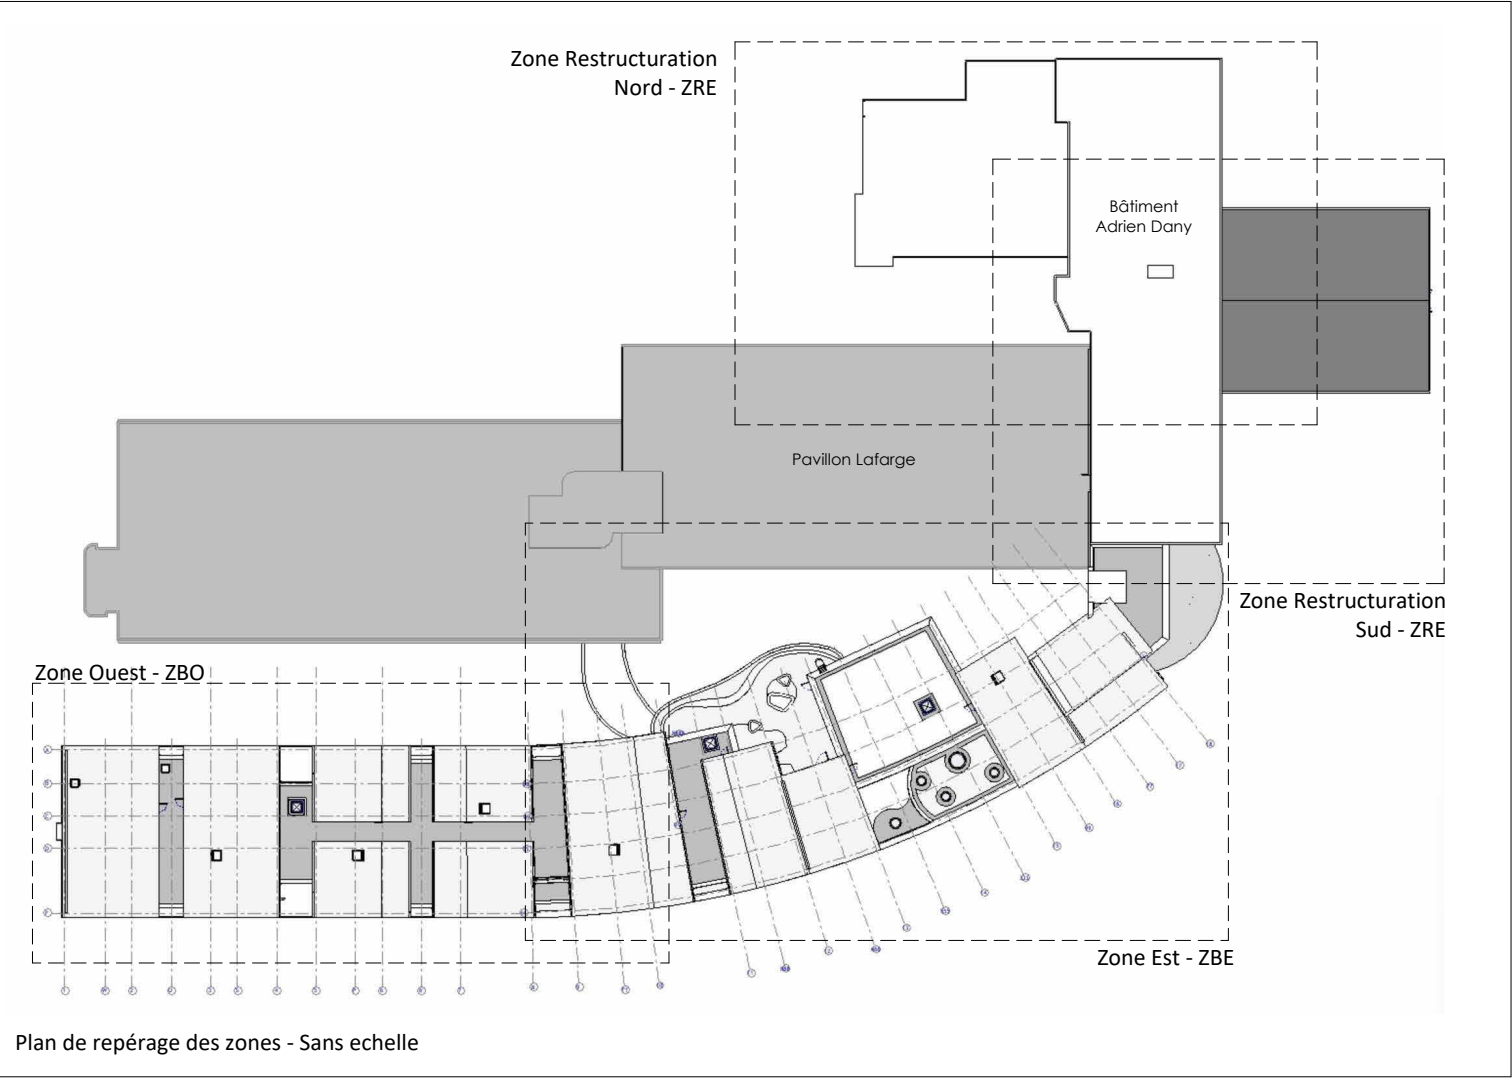 Zone Restructuration
Nord - ZRE
Bâtiment
Adrien Dany
Pavillon Lafarge
Zone Restructuration
Sud - ZRE
Zone Ouest - ZBO
Zone Est - ZBE
Plan de repérage des zones - Sans echelle